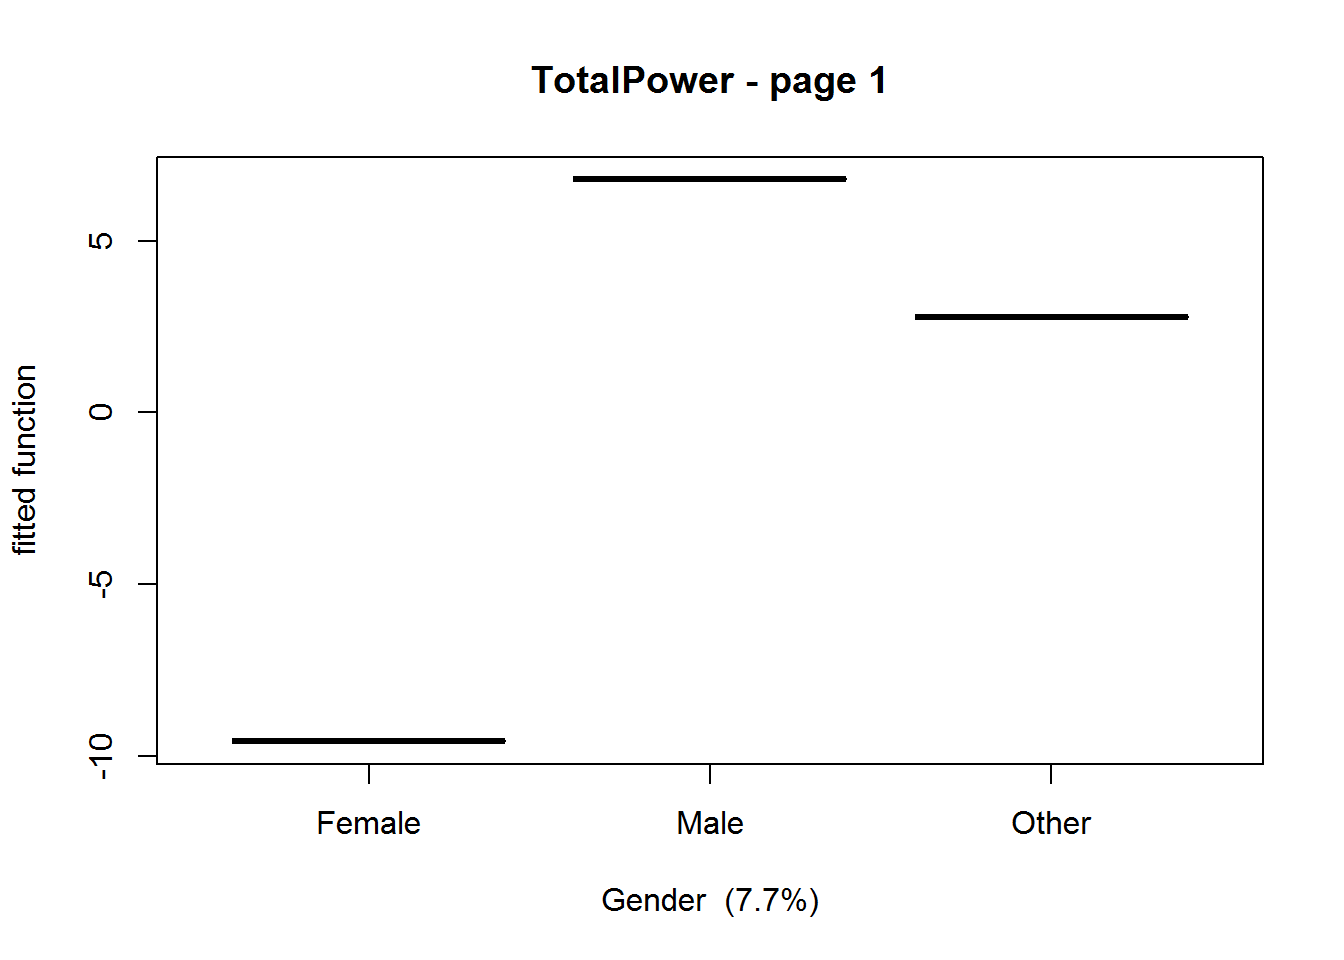 TotalPower - page 1
fitted function
5
0
-5
-10
Female Male Other
Gender (7.7%)